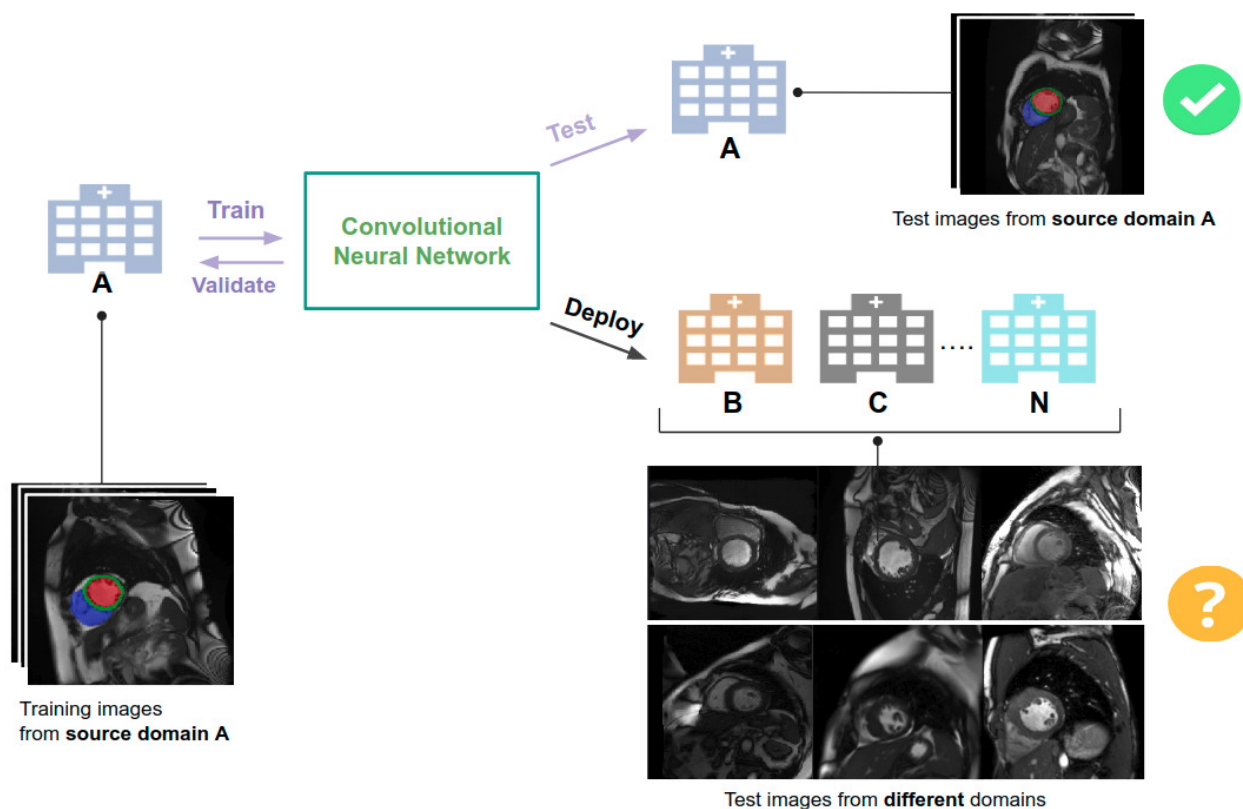 Test
A
Test images from source domain A
Train
Convolutional
Neural Network
Validate
A
Deploy
B
C
....
N
?
Training images
from source domain A
Test images from different domains